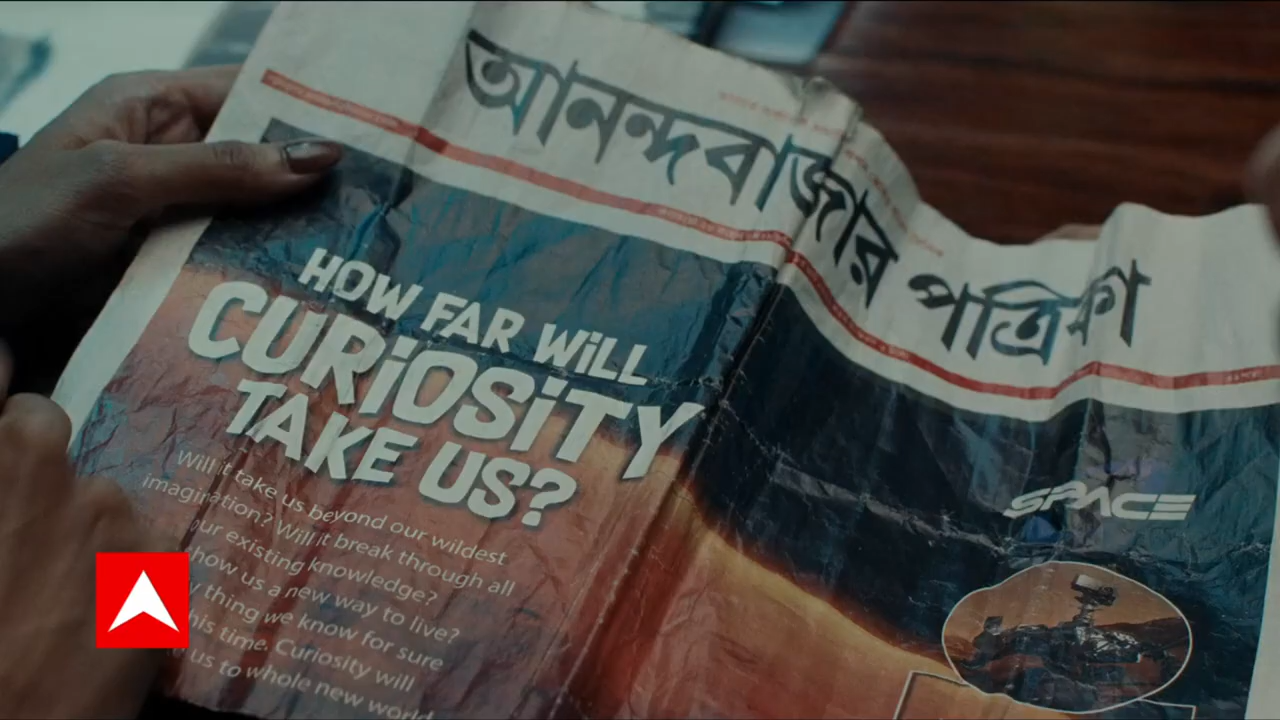 আনন্দবাজার পত্রিকা
HOW FAR WiLL
CURiOSiTY
TAKE US?
Will it take us beyond our wildest
imagination? Will it break through all
our existing knowledge?
how us a new way to live?
thing we know for sure
his time. Curiosity will
us to whole new world
SPACE